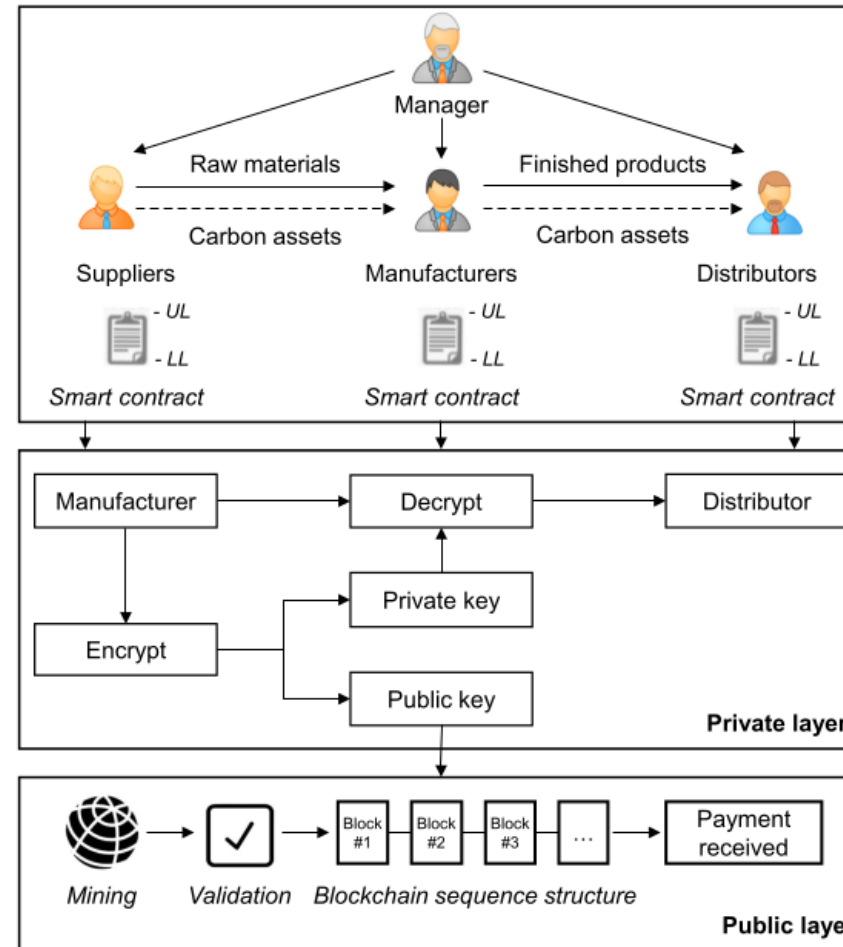 Manager
Raw materials
Finished products
Carbon assets
Carbon assets
Suppliers
Manufacturers
Distributors
- UL
- UL
- UL
- LL
- LL
- LL
Smart contract
Smart contract
Smart contract
Manufacturer
Decrypt
Distributor
Private key
Encrypt
Public key
Private layer
Block
#1
Block
#2
Block
#3
...
Payment
received
Mining
Validation
Blockchain sequence structure
Public laye